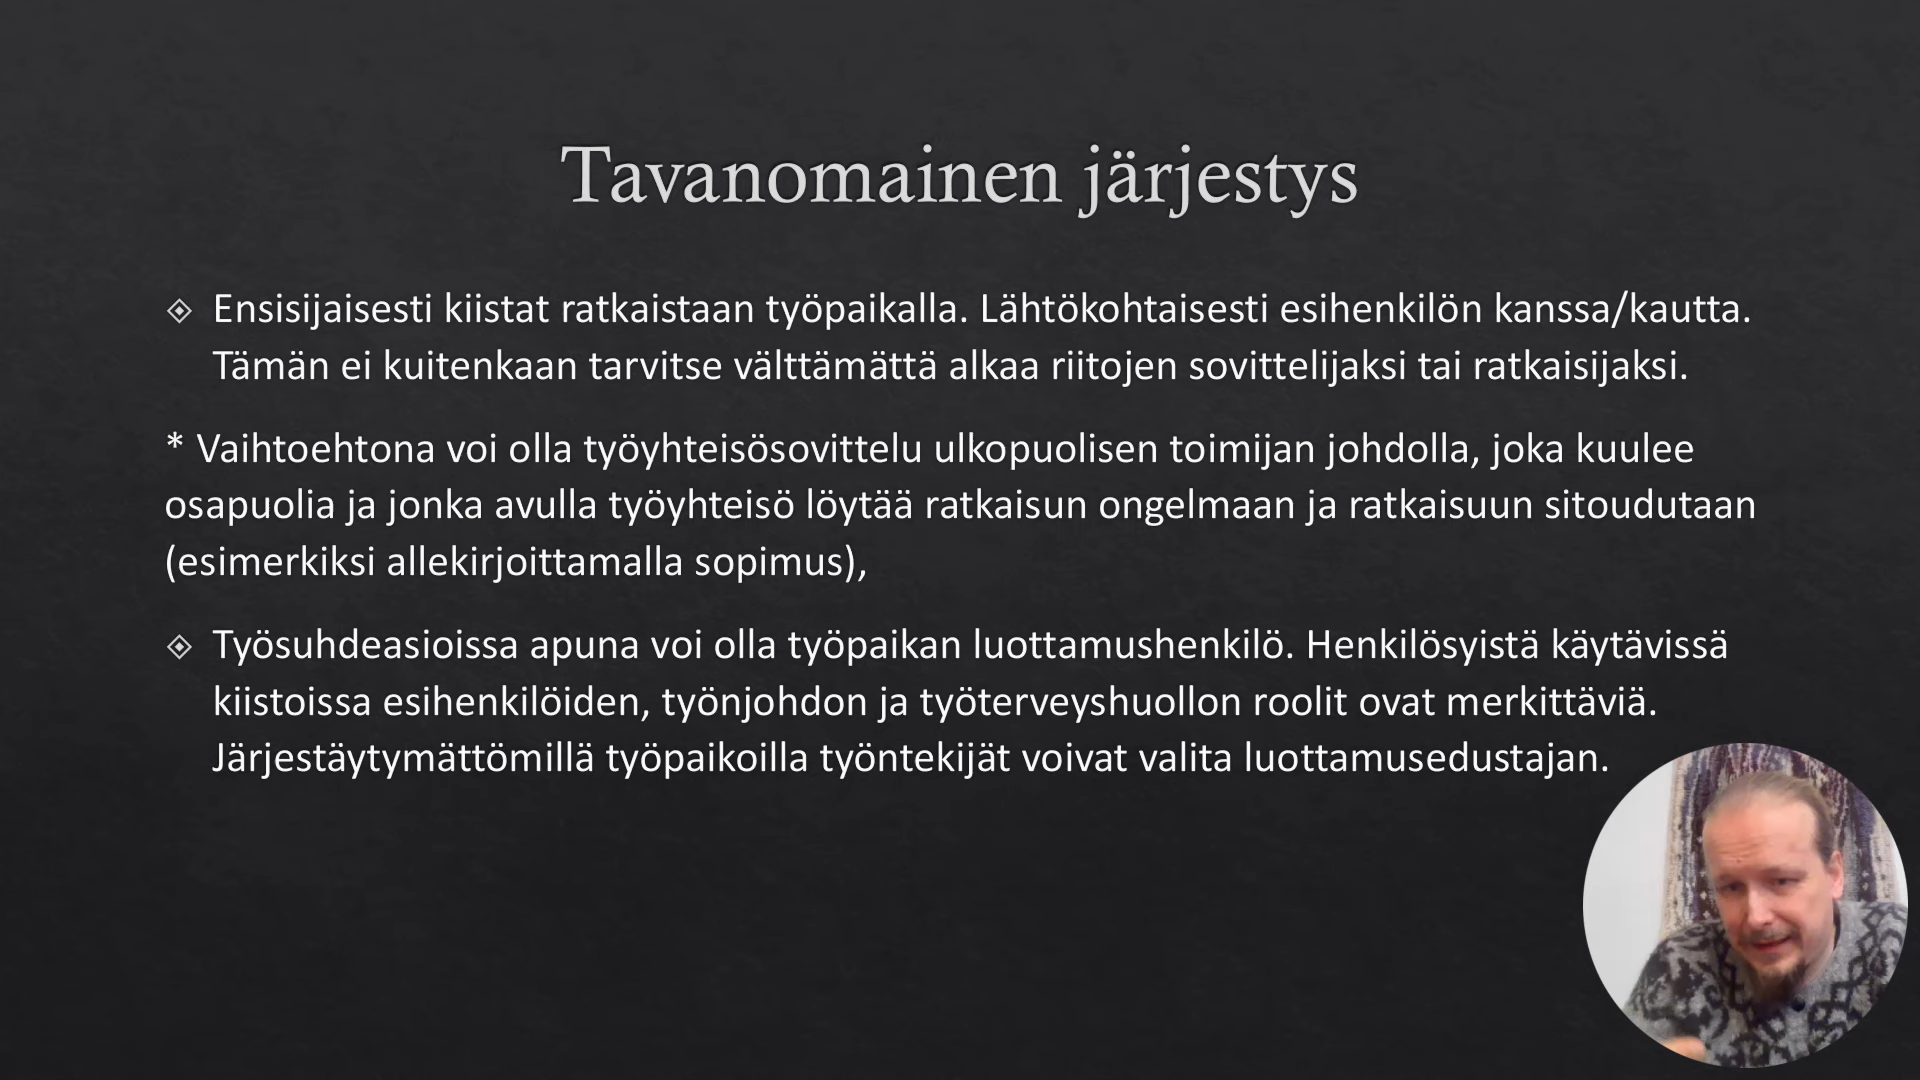 Tavanomainen järjestys
Ensisijaisesti kiistat ratkaistaan työpaikalla. Lähtökohtaisesti esihenkilön kanssa/kautta.
Tämän ei kuitenkaan tarvitse välttämättä alkaa riitojen sovittelijaksi tai ratkaisijaksi.
* Vaihtoehtona voi olla työyhteisösovittelu ulkopuolisen toimijan johdolla, joka kuulee
osapuolia ja jonka avulla työyhteisö löytää ratkaisun ongelmaan ja ratkaisuun sitoudutaan
(esimerkiksi allekirjoittamalla sopimus),
Työsuhdeasioissa apuna voi olla työpaikan luottamushenkilö. Henkilösyistä käytävissä
kiistoissa esihenkilöiden, työnjohdon ja työterveyshuollon roolit ovat merkittäviä.
Järjestäytymättömillä työpaikoilla työntekijät voivat valita luottamusedustajan.